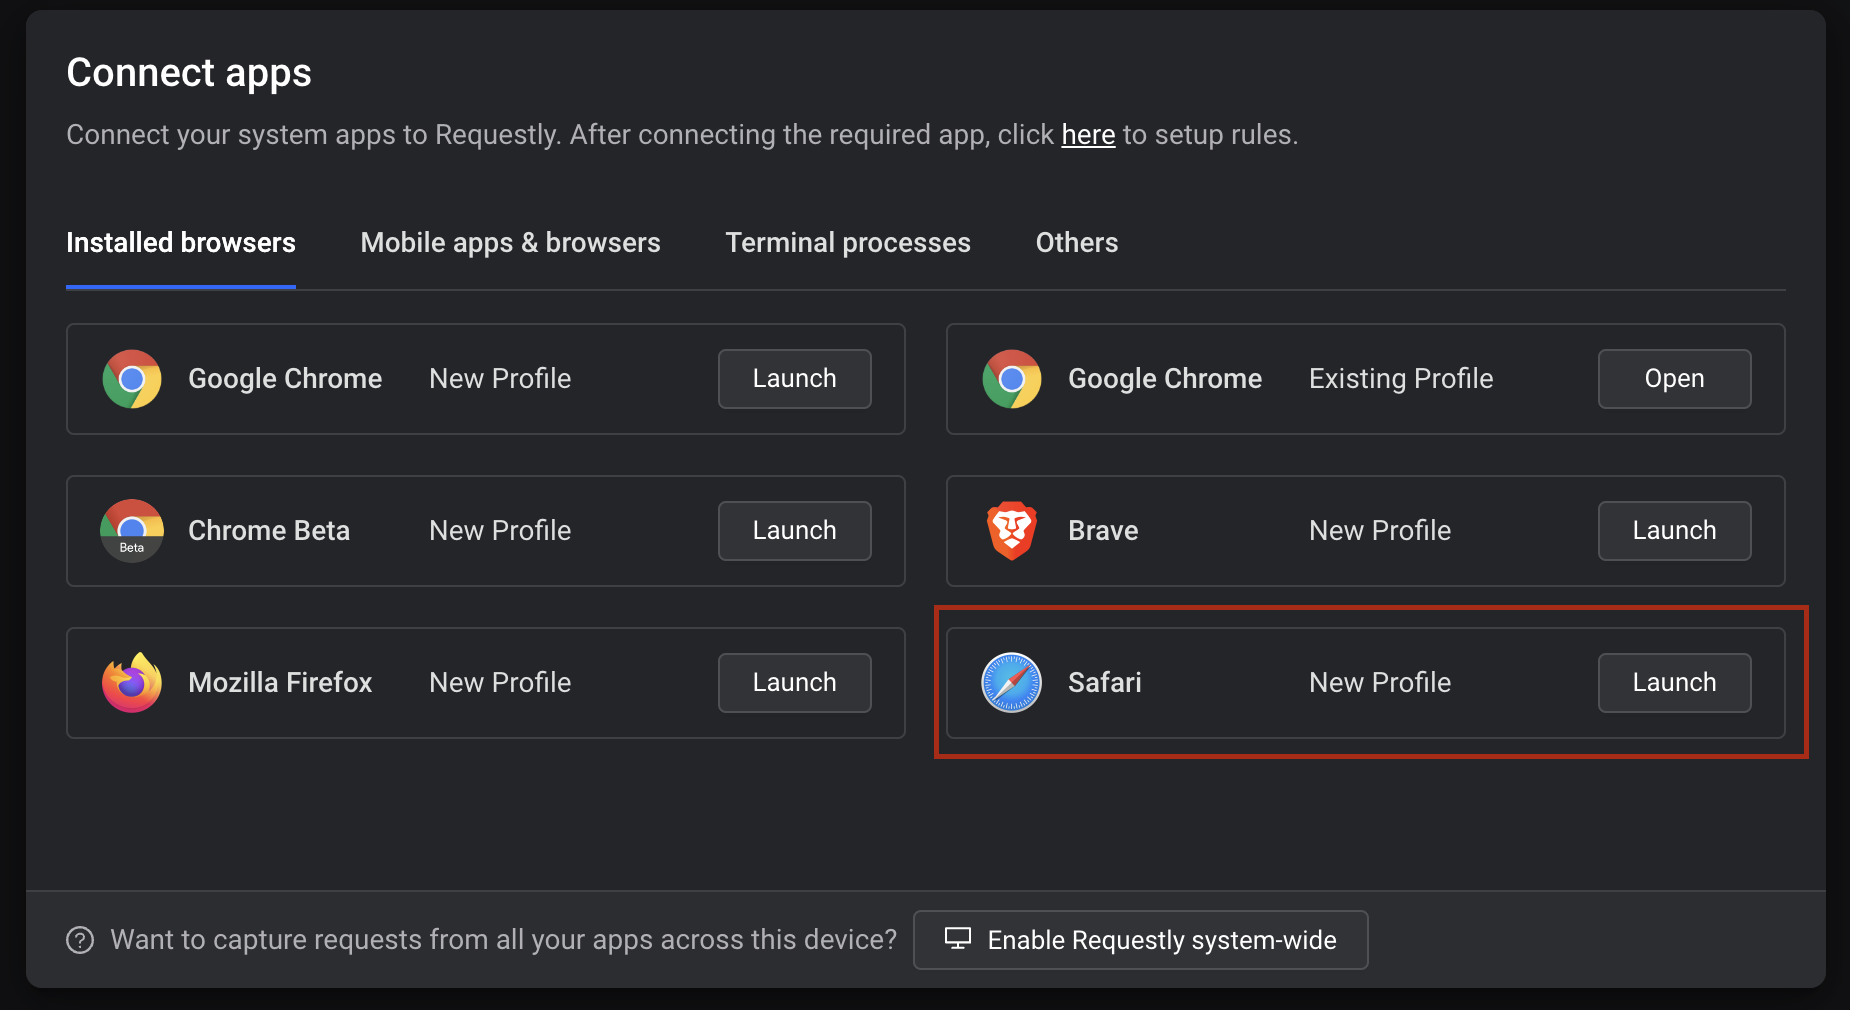 Connect apps
Connect your system apps to Requestly. After connecting the required app, click here to setup rules.
Installed browsers
Mobile apps & browsers
Terminal processes
Others
Google Chrome New Profile Launch
Google Chrome Existing Profile Open
Beta
Chrome Beta New Profile Launch
Brave New Profile Launch
Mozilla Firefox New Profile Launch
Safari New Profile Launch
? Want to capture requests from all your apps across this device?
Enable Requestly system-wide